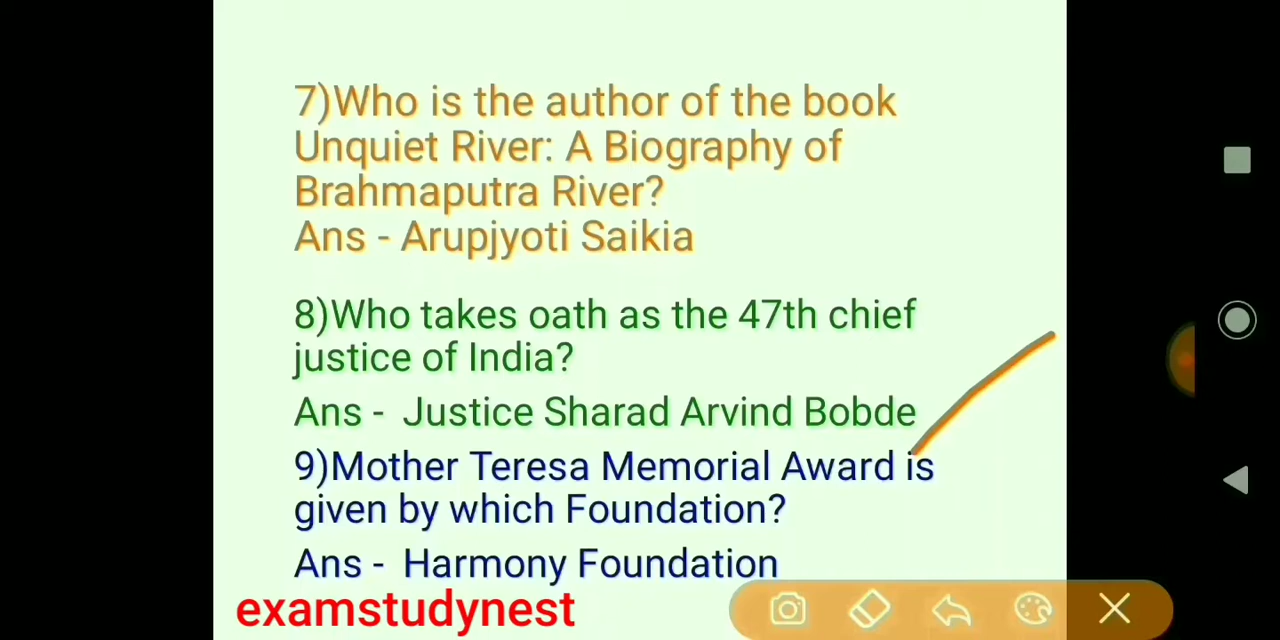 7)Who is the author of the book
Unquiet River: A Biography of
Brahmaputra River?
Ans - Arupjyoti Saikia
8)Who takes oath as the 47th chief
justice of India?
Ans - Justice Sharad Arvind Bobde
9)Mother Teresa Memorial Award is
given by which Foundation?
Ans - Harmony Foundation
examstudynest